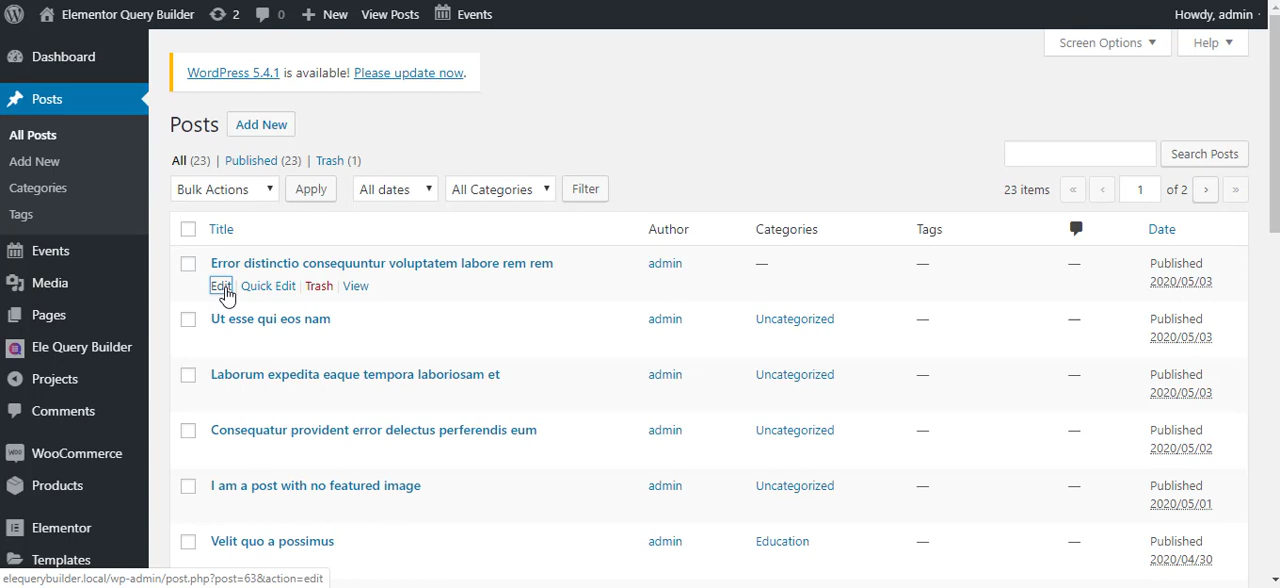 Elementor Query Builder 2 0 New View Posts Events Howdy, admin
Dashboard
Posts
All Posts
Add New
Categories
Tags
Events
Media
Pages
Ele Query Builder
Projects
Comments
WooCommerce
Products
Elementor
Templates
Screen Options ▼ Help ▼
WordPress 5.4.1 is available! Please update now.
Posts Add New
All (23) | Published (23) | Trash (1)
Search Posts
Bulk Actions Apply All dates All Categories Filter 23 items « ‹ 1 of 2 › »
Title Author Categories Tags Date
Error distinctio consequuntur voluptatem labore rem rem admin — — Published
Edit | Quick Edit | Trash | View 2020/05/03
Ut esse qui eos nam admin Uncategorized — — Published
2020/05/03
Laborum expedita eaque tempora laboriosam et admin Uncategorized — — Published
2020/05/03
Consequatur provident error delectus perferendis eum admin Uncategorized — — Published
2020/05/02
I am a post with no featured image admin Uncategorized — — Published
2020/05/01
Velit quo a possimus admin Education — — Published
2020/04/30
elequerybuilder.local/wp-admin/post.php?post=63&action=edit